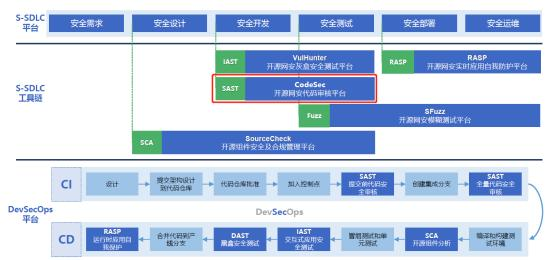 S-SDLC
平台
安全需求
安全设计
安全开发
安全测试
安全部署
安全运维
S-SDLC
工具链
IAST
VulHunter
开源网安灰盒安全测试平台
RASP
RASP
开源网安实时应用自我防护平台
SAST
CodeSec
开源网安代码审核平台
Fuzz
SFuzz
开源网安模糊测试平台
SCA
SourceCheck
开源组件安全及合规管理平台
DevSecOps
平台
CI
设计
提交架构设计
到代码仓库
代码仓库批准
加入控制点
SAST
提交前代码安
全审核
创建集成分支
SAST
全量代码安全
审核
DevSecOps
CD
RASP
运行时应用自
我保护
合并代码到产
线分支
DAST
黑盒安全测试
IAST
交互式应用安
全测试
冒烟测试和单
元测试
SCA
开源组件分析
编译和构建测
试环境